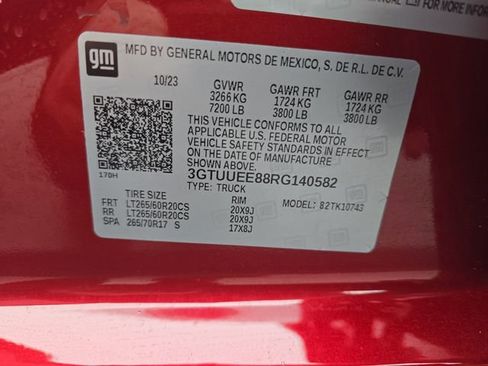 MANUAL FOR MORE INFO
gm
MFD BY GENERAL MOTORS DE MEXICO, S. DE R.L. DE C.V.
10/23 GVWR GAWR FRT GAWR RR
3266 KG 1724 KG 1724 KG
7200 LB 3800 LB 3800 LB
THIS VEHICLE CONFORMS TO ALL
APPLICABLE U.S. FEDERAL MOTOR
VEHICLE SAFETY STANDARDS IN
EFFECT ON THE DATE OF
MANUFACTURE SHOWN ABOVE.
3GTUUEE88RG140582
TYPE: TRUCK
170H
TIRE SIZE RIM MODEL: 82TK10743
FRT LT265/60R20CS 20X9J
RR LT265/60R20CS 20X9J
SPA 265/70R17 S 17X8J